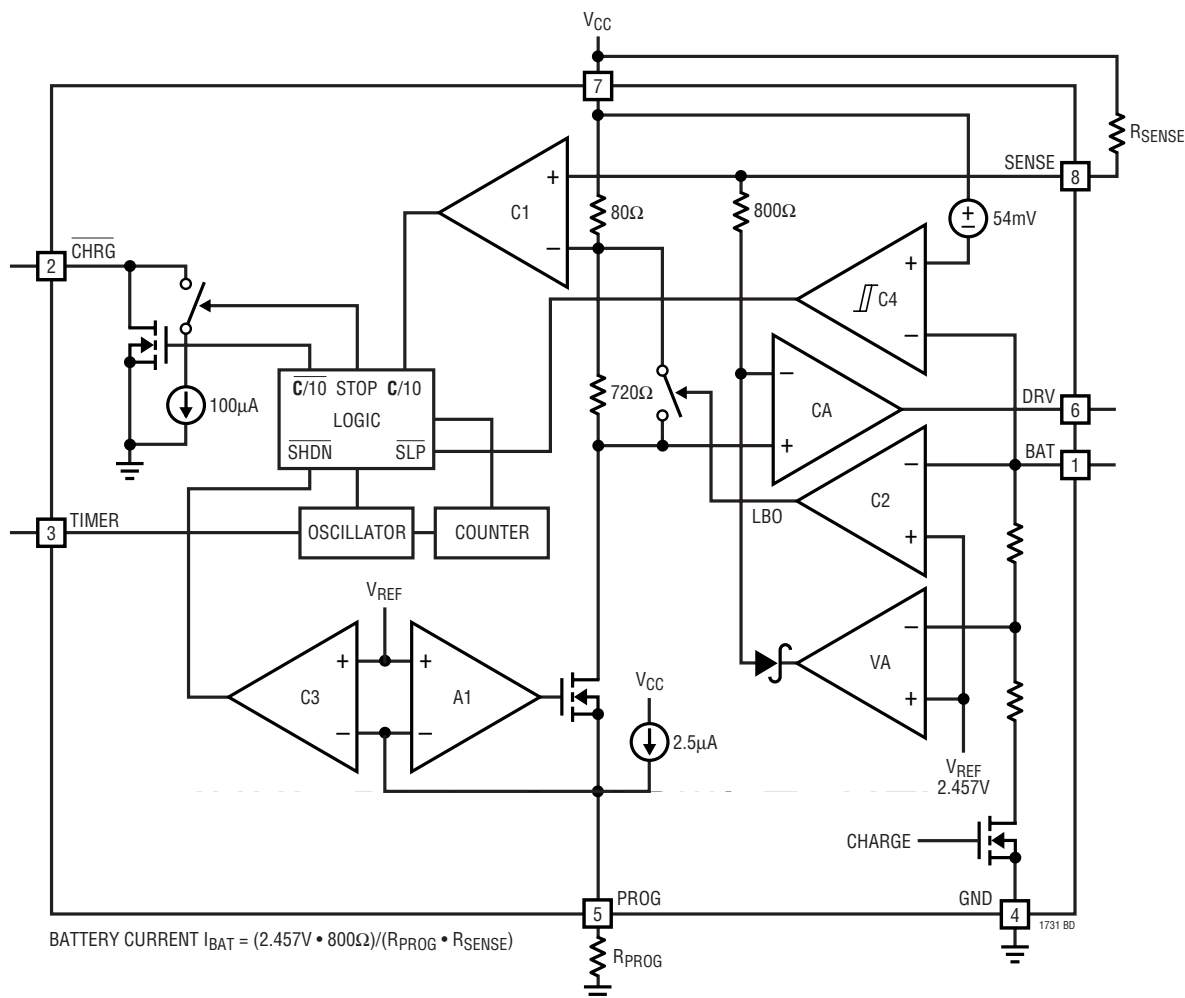 VCC
7
RSENSE
SENSE
8
+
C1
–
80Ω
800Ω
+
–
54mV
2
CHRG
+
C4
–
C/10 STOP C/10
LOGIC
SHDN SLP
100µA
720Ω
–
CA
+
DRV
6
BAT
1
–
C2
+
LBO
3
TIMER
OSCILLATOR
COUNTER
VREF
+
C3
–
+
A1
–
VCC
2.5µA
–
VA
+
VREF
2.457V
CHARGE
PROG
5
GND
4
1731 BD
BATTERY CURRENT IBAT = (2.457V • 800Ω)/(RPROG • RSENSE)
RPROG